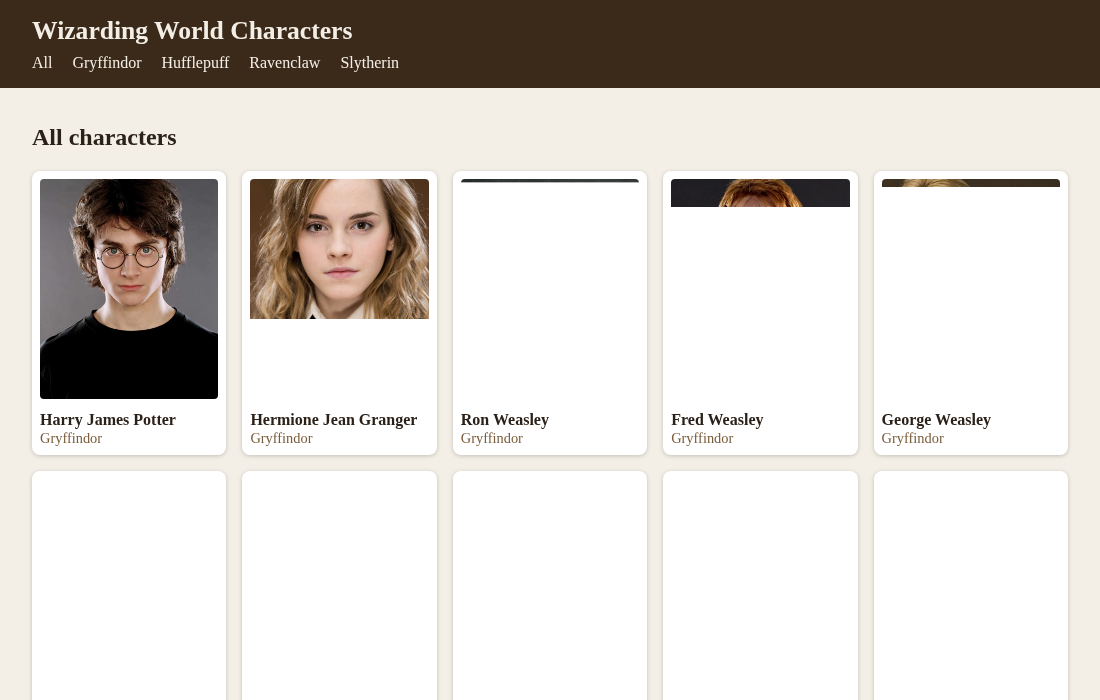 Wizarding World Characters
All Gryffindor Hufflepuff Ravenclaw Slytherin
All characters
Harry James Potter
Gryffindor
Hermione Jean Granger
Gryffindor
Ron Weasley
Gryffindor
Fred Weasley
Gryffindor
George Weasley
Gryffindor